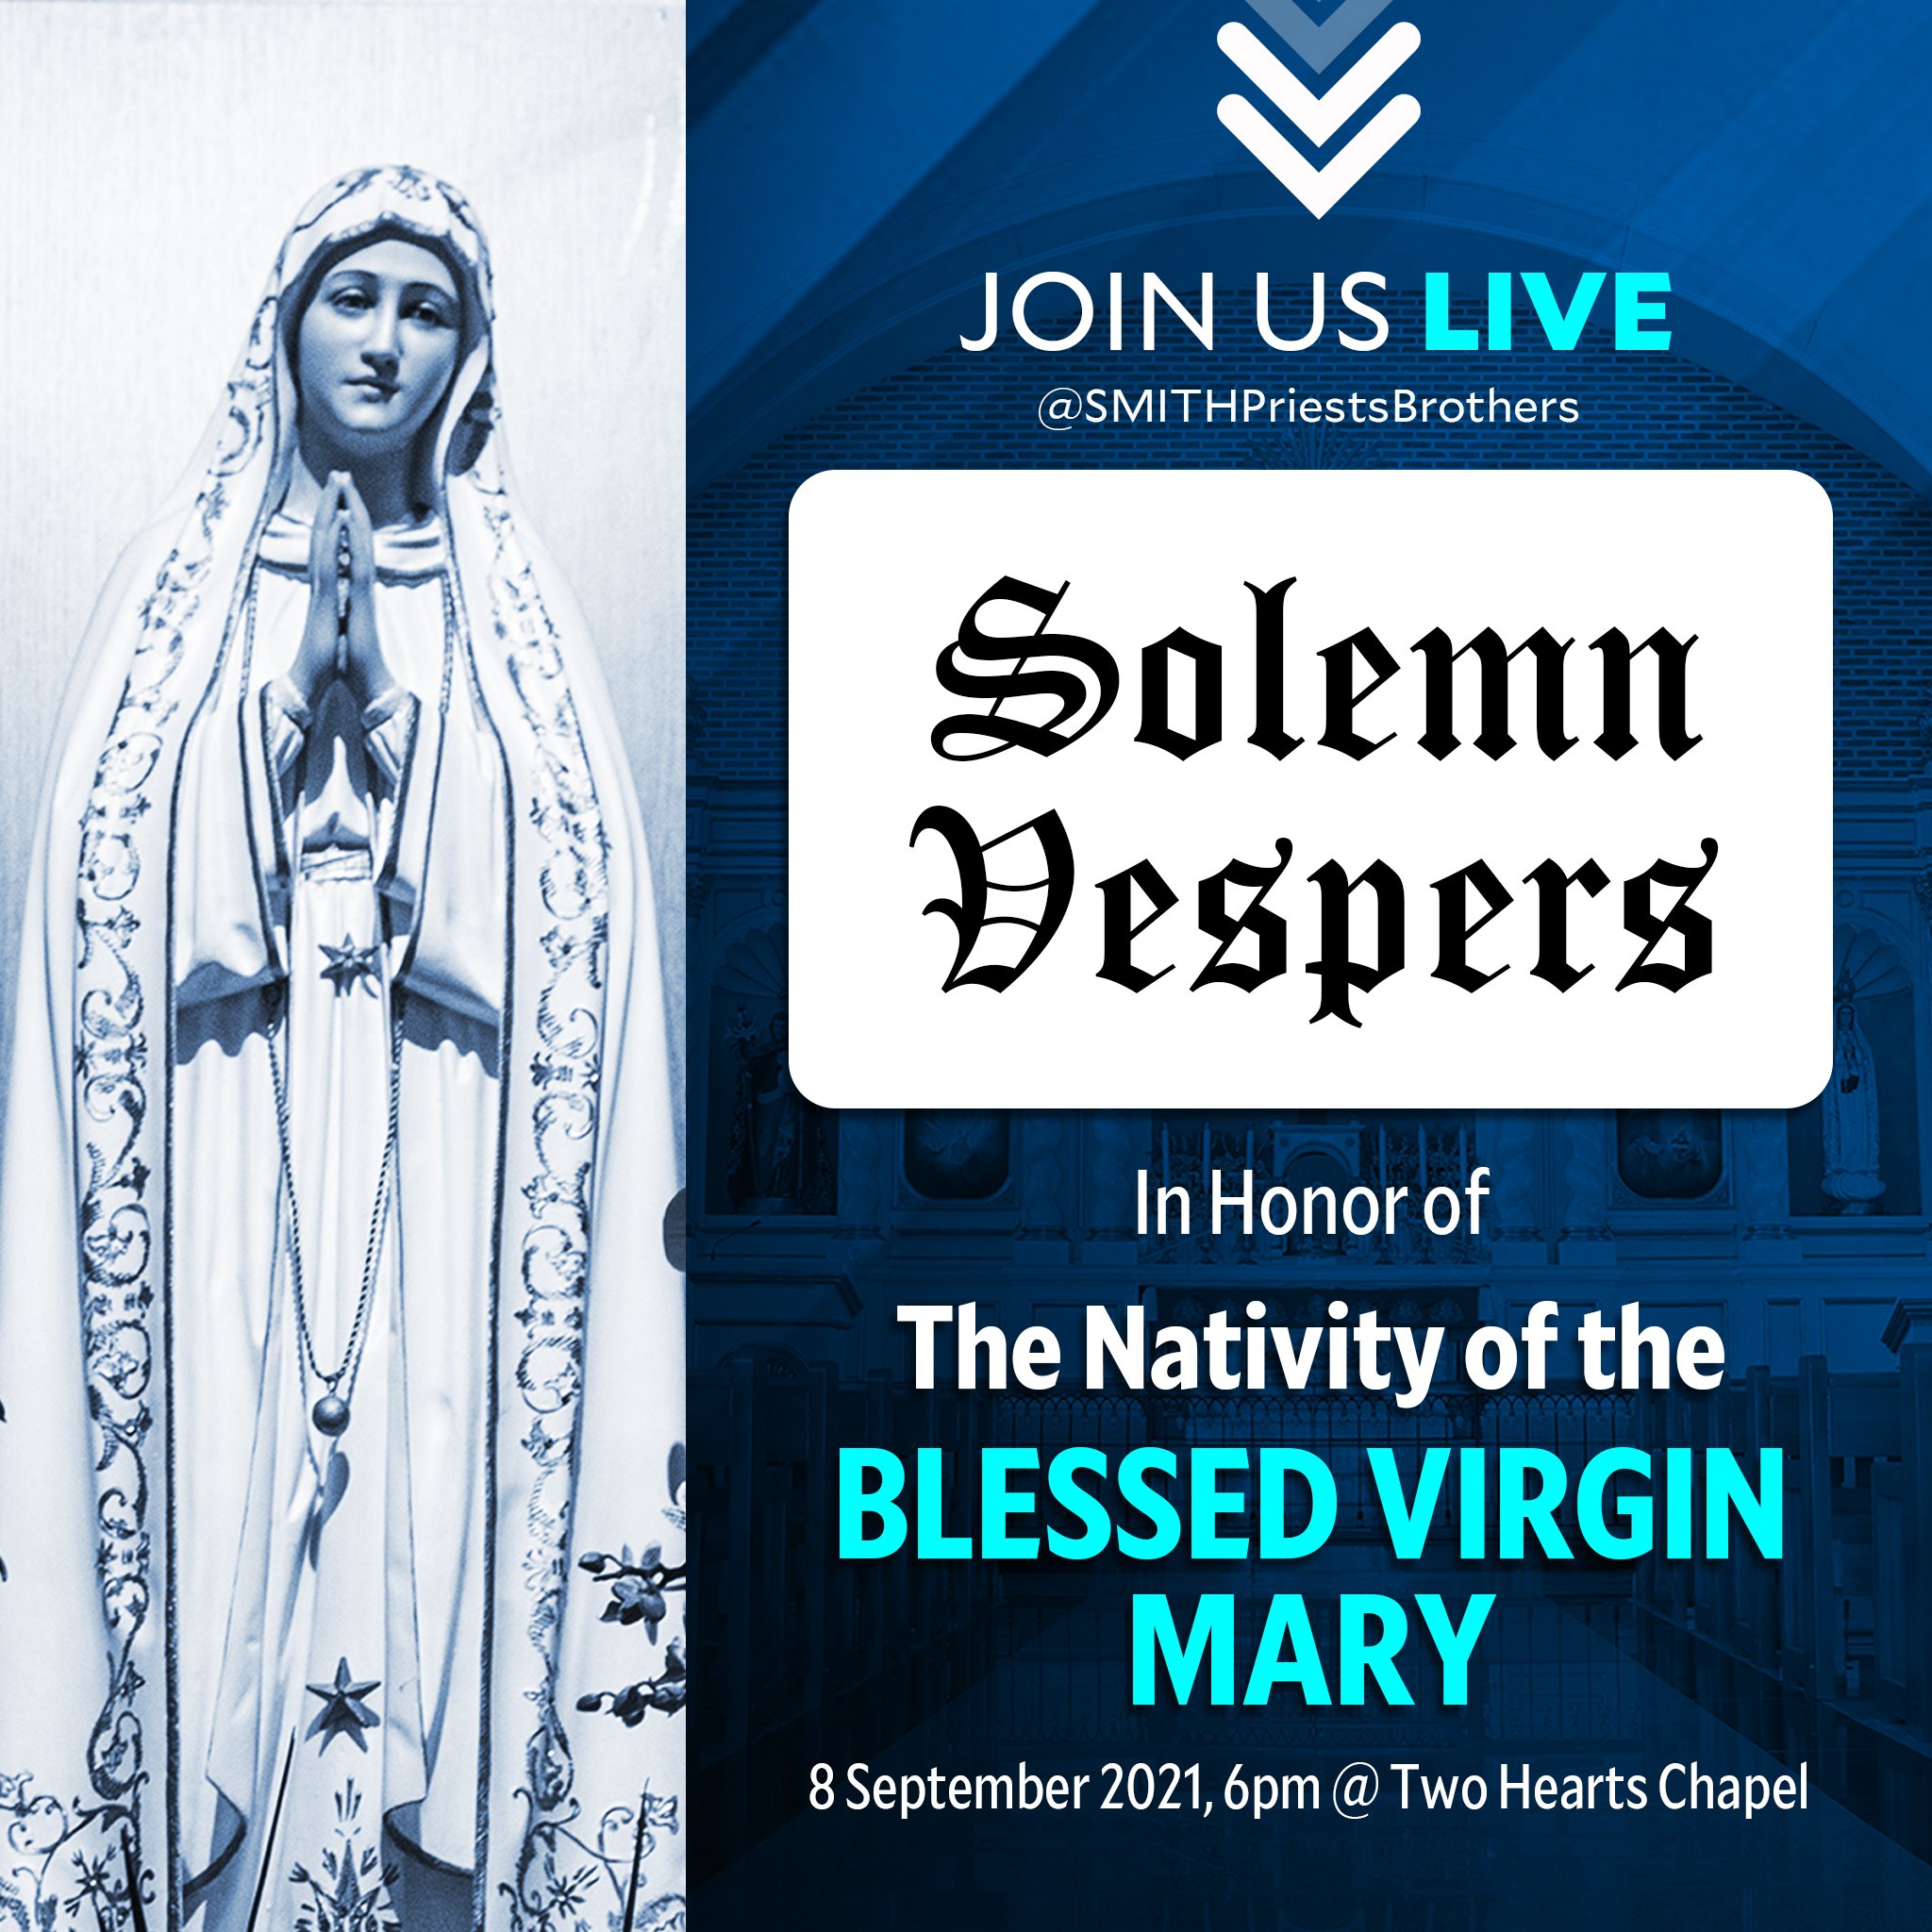 JOIN US LIVE
@SMITHPriestsBrothers
Solemn
Vespers
In Honor of
The Nativity of the
BLESSED VIRGIN
MARY
8 September 2021, 6pm @ Two Hearts Chapel